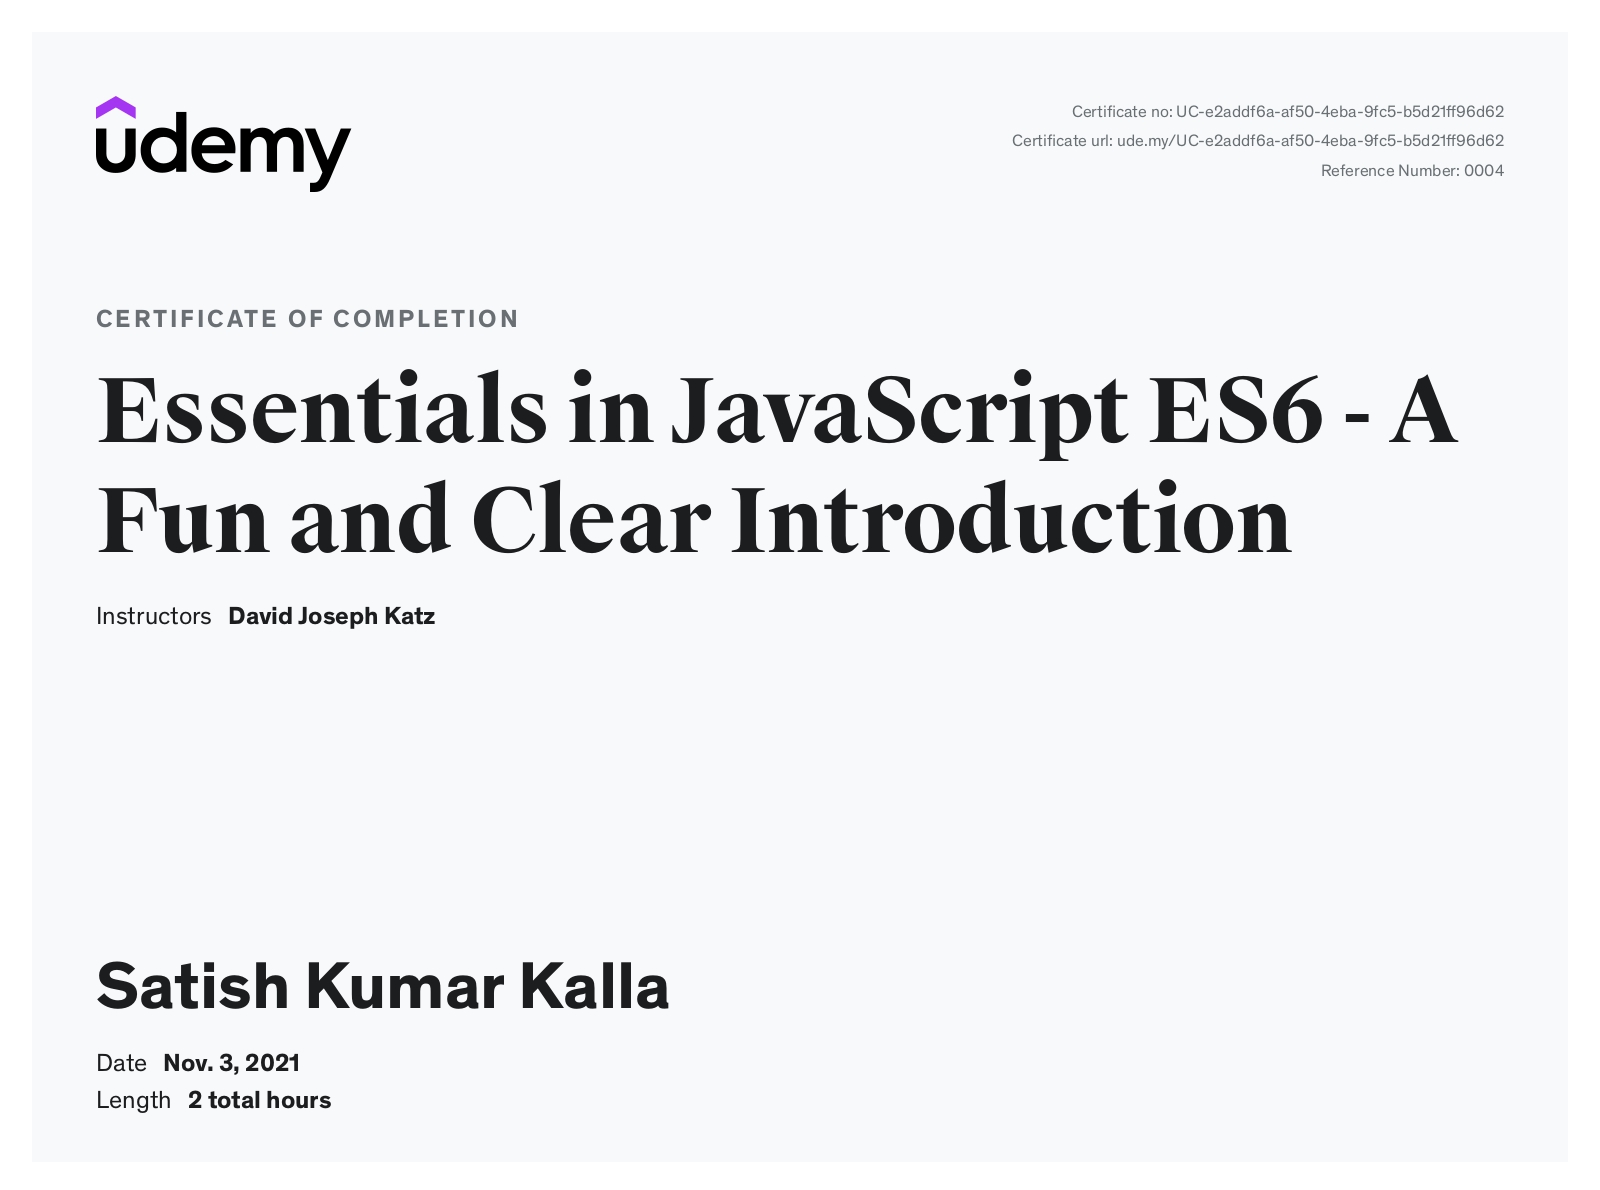 udemy
Certificate no: UC-e2addf6a-af50-4eba-9fc5-b5d21ff96d62
Certificate url: ude.my/UC-e2addf6a-af50-4eba-9fc5-b5d21ff96d62
Reference Number: 0004
CERTIFICATE OF COMPLETION
Essentials in JavaScript ES6 - A
Fun and Clear Introduction
Instructors David Joseph Katz
Satish Kumar Kalla
Date Nov. 3, 2021
Length 2 total hours